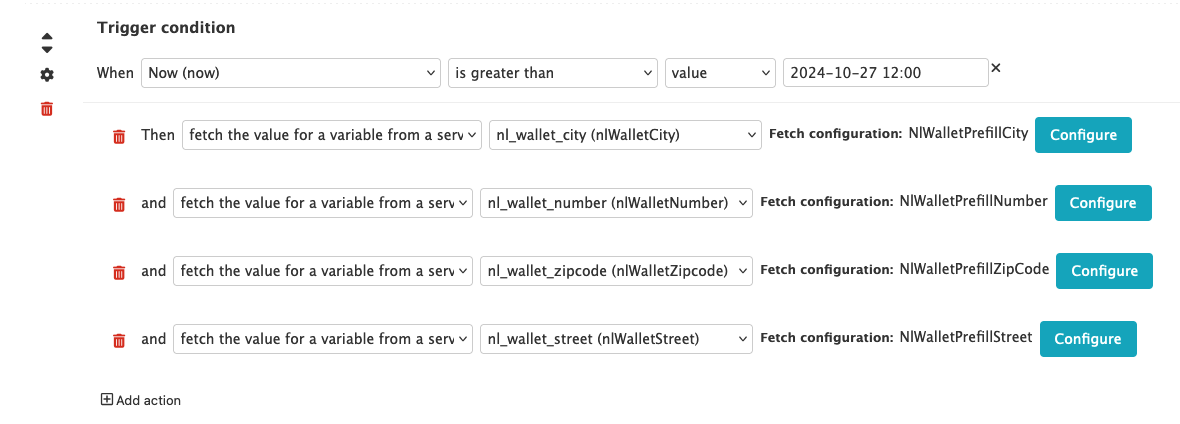 Trigger condition
When Now (now) is greater than value 2024-10-27 12:00
Then fetch the value for a variable from a serv nl_wallet_city (nlWalletCity) Fetch configuration: NlWalletPrefillCity Configure
and fetch the value for a variable from a serv nl_wallet_number (nlWalletNumber) Fetch configuration: NlWalletPrefillNumber Configure
and fetch the value for a variable from a serv nl_wallet_zipcode (nlWalletZipcode) Fetch configuration: NlWalletPrefillZipCode Configure
and fetch the value for a variable from a serv nl_wallet_street (nlWalletStreet) Fetch configuration: NlWalletPrefillStreet Configure
Add action